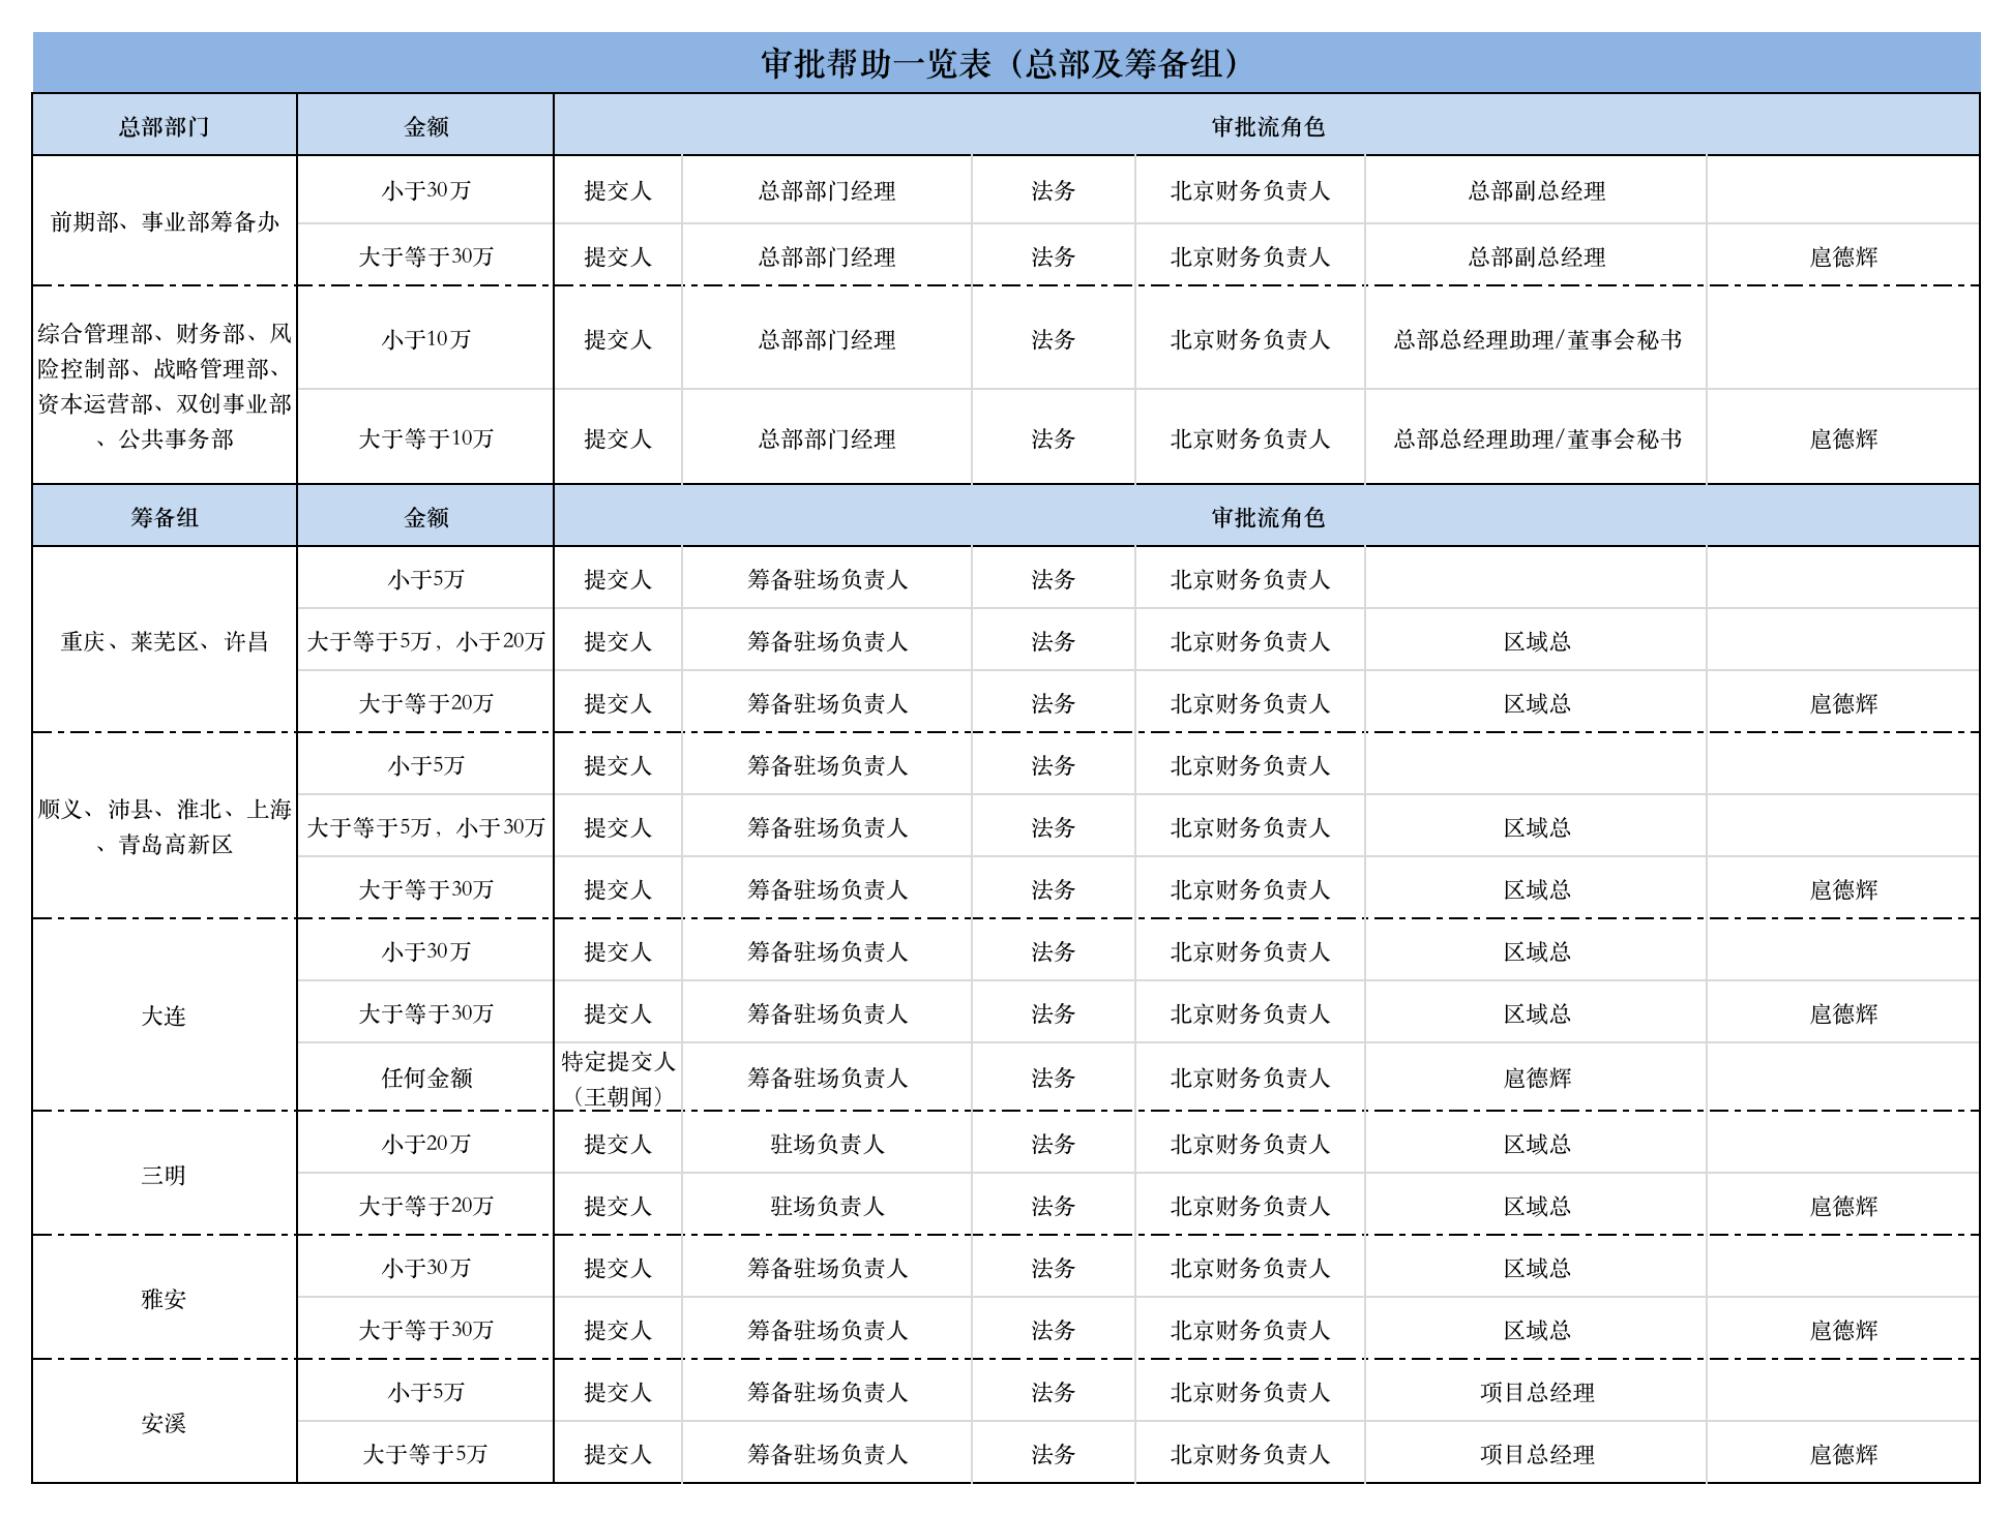 审批帮助一览表（总部及筹备组）
总部部门 金额 审批流角色
前期部、事业部筹备办
小于30万 提交人 总部部门经理 法务 北京财务负责人 总部副总经理
大于等于30万 提交人 总部部门经理 法务 北京财务负责人 总部副总经理 扈德辉
综合管理部、财务部、风
险控制部、战略管理部、
资本运营部、双创事业部
、公共事务部
小于10万 提交人 总部部门经理 法务 北京财务负责人 总部总经理助理/董事会秘书
大于等于10万 提交人 总部部门经理 法务 北京财务负责人 总部总经理助理/董事会秘书 扈德辉
筹备组 金额 审批流角色
重庆、莱芜区、许昌
小于5万 提交人 筹备驻场负责人 法务 北京财务负责人
大于等于5万，小于20万 提交人 筹备驻场负责人 法务 北京财务负责人 区域总
大于等于20万 提交人 筹备驻场负责人 法务 北京财务负责人 区域总 扈德辉
顺义、沛县、淮北、上海
、青岛高新区
小于5万 提交人 筹备驻场负责人 法务 北京财务负责人
大于等于5万，小于30万 提交人 筹备驻场负责人 法务 北京财务负责人 区域总
大于等于30万 提交人 筹备驻场负责人 法务 北京财务负责人 区域总 扈德辉
大连
小于30万 提交人 筹备驻场负责人 法务 北京财务负责人 区域总
大于等于30万 提交人 筹备驻场负责人 法务 北京财务负责人 区域总 扈德辉
任何金额 特定提交人 筹备驻场负责人 法务 北京财务负责人 扈德辉
（王朝闻）
三明
小于20万 提交人 驻场负责人 法务 北京财务负责人 区域总
大于等于20万 提交人 驻场负责人 法务 北京财务负责人 区域总 扈德辉
雅安
小于30万 提交人 筹备驻场负责人 法务 北京财务负责人 区域总
大于等于30万 提交人 筹备驻场负责人 法务 北京财务负责人 区域总 扈德辉
安溪
小于5万 提交人 筹备驻场负责人 法务 北京财务负责人 项目总经理
大于等于5万 提交人 筹备驻场负责人 法务 北京财务负责人 项目总经理 扈德辉